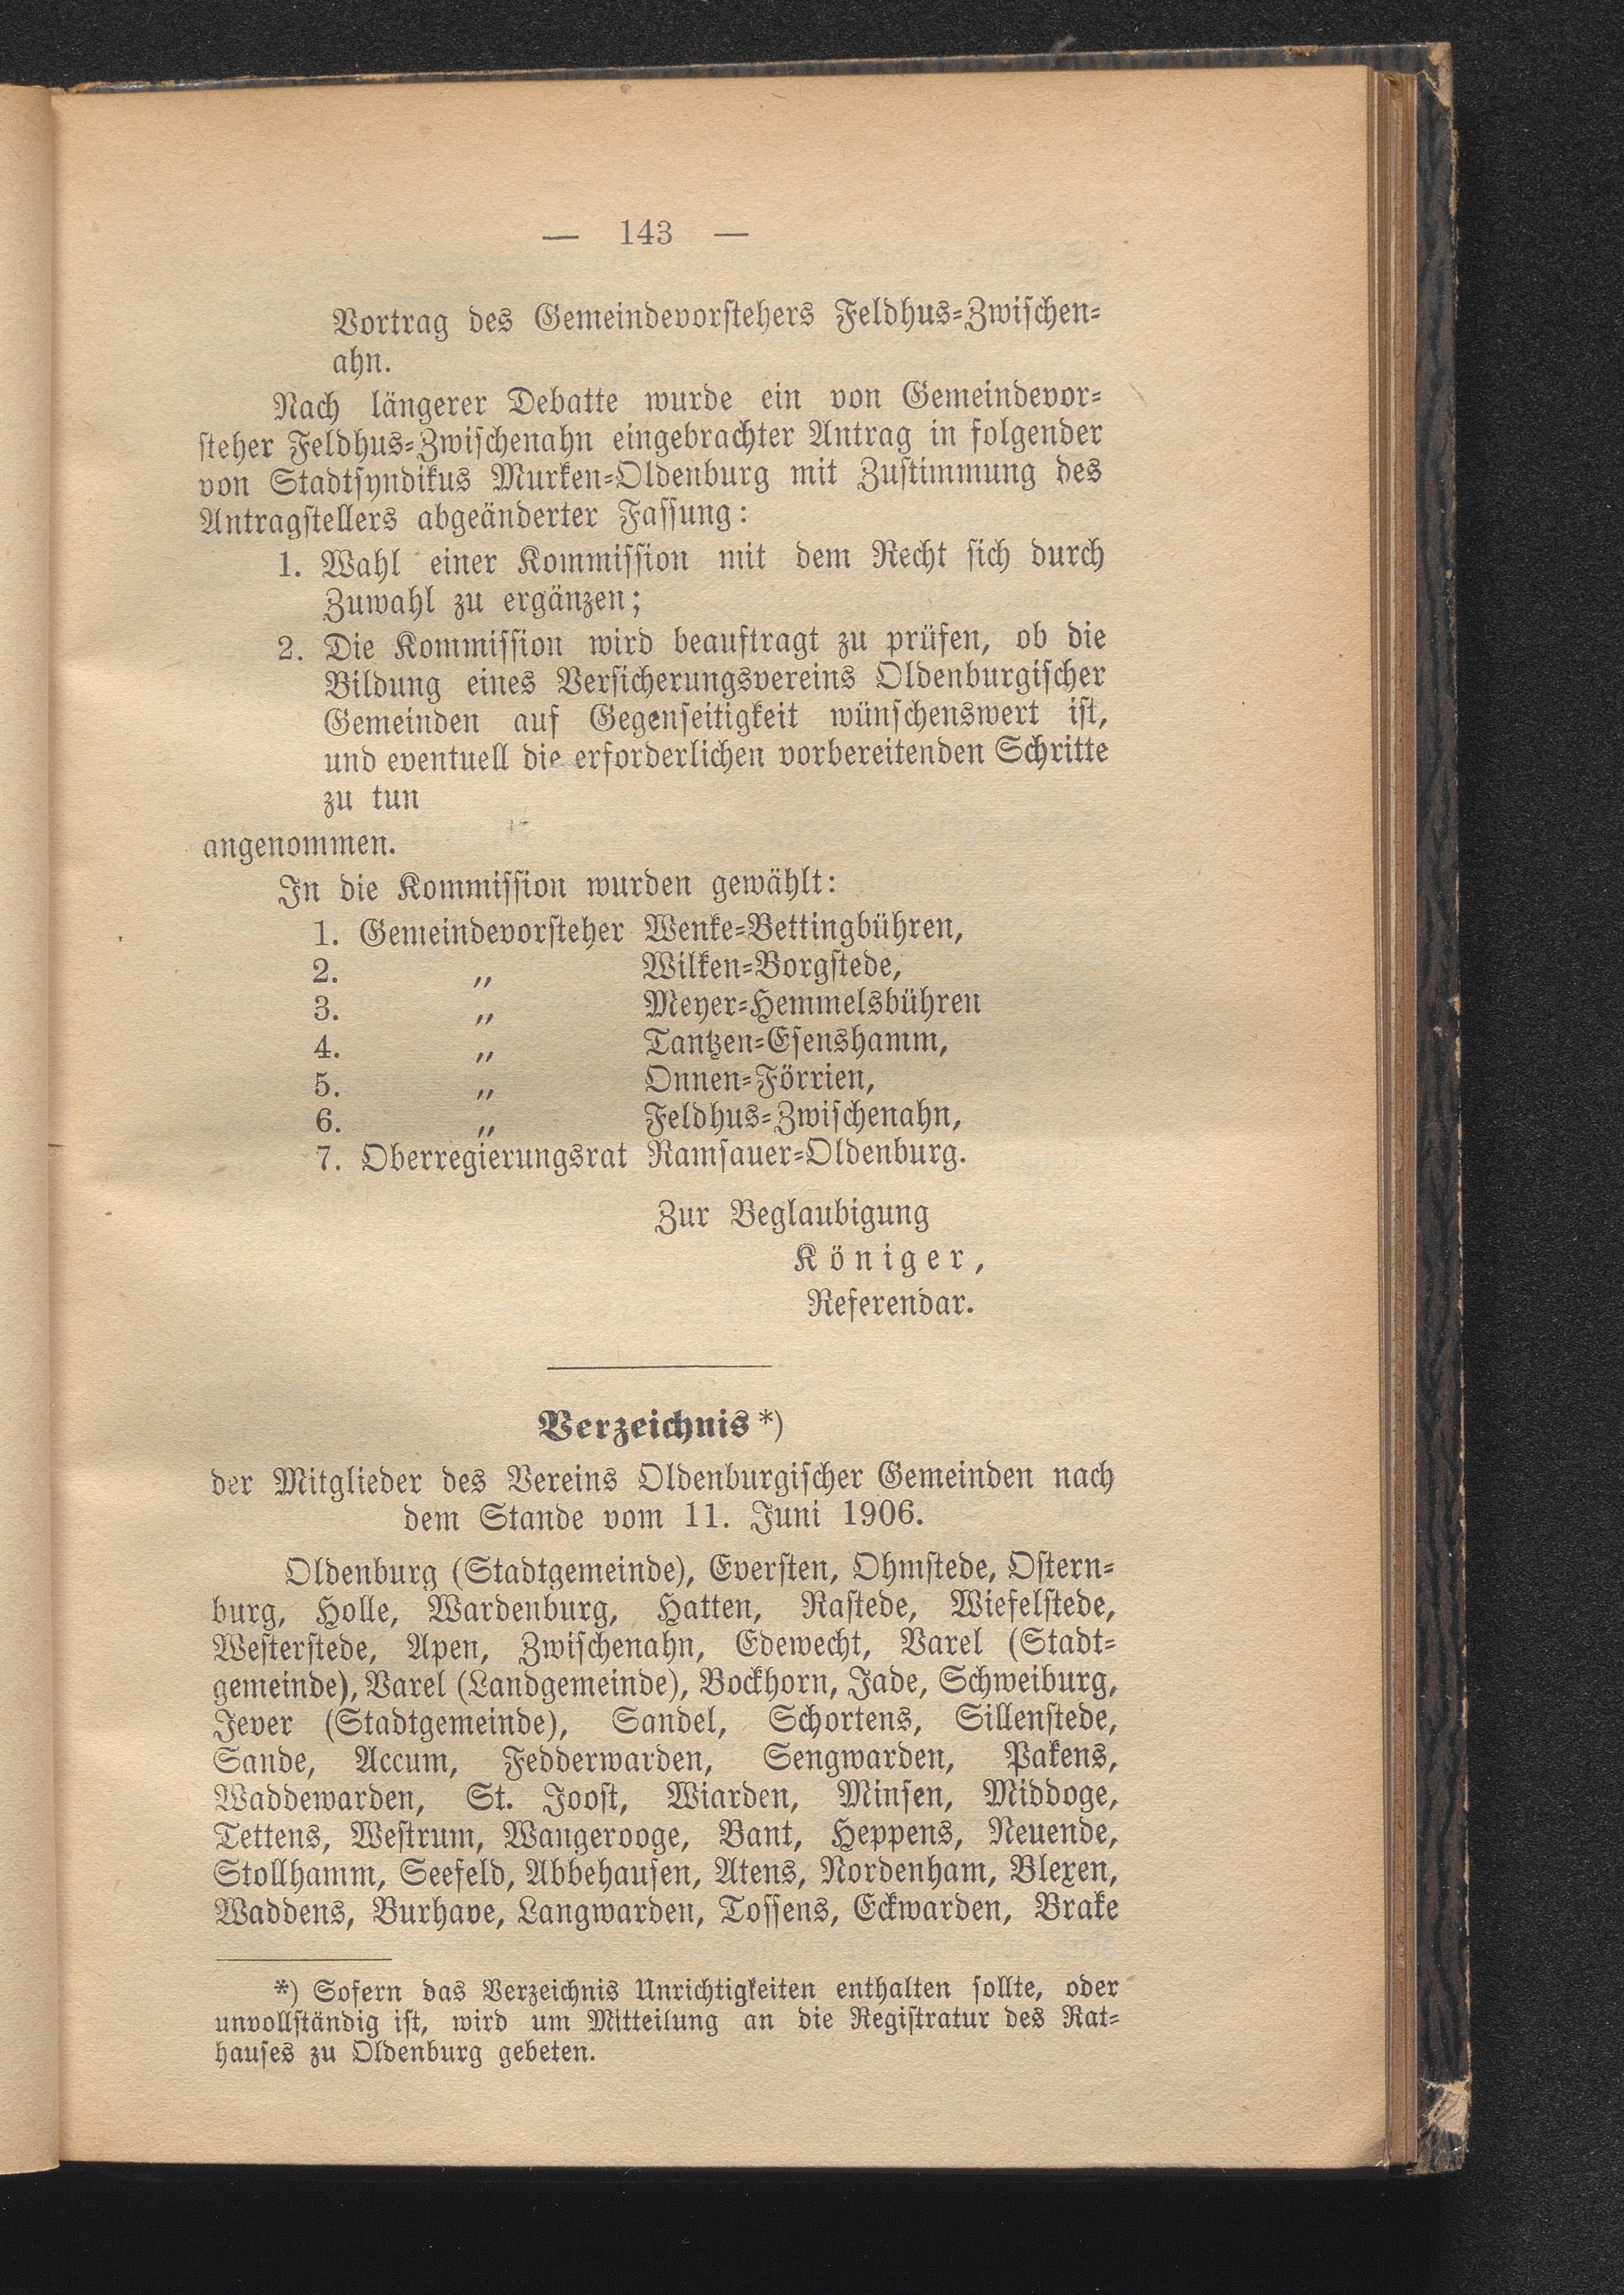 — 143 —
Vortrag des Gemeindevorstehers Feldhus-Zwischen-
ahn.
Nach längerer Debatte wurde ein von Gemeindevor-
steher Feldhus-Zwischenahn eingebrachter Antrag in folgender
von Stadtsyndikus Murken-Oldenburg mit Zustimmung des
Antragstellers abgeänderter Fassung:
1. Wahl einer Kommission mit dem Recht sich durch
Zuwahl zu ergänzen;
2. Die Kommission wird beauftragt zu prüfen, ob die
Bildung eines Versicherungsvereins Oldenburgischer
Gemeinden auf Gegenseitigkeit wünschenswert ist,
und eventuell die erforderlichen vorbereitenden Schritte
zu tun
angenommen.
In die Kommission wurden gewählt:
1. Gemeindevorsteher Wenke-Bettingbühren,
2. „ Wilken-Borgstede,
3. „ Meyer-Hemmelsbühren
4. „ Tantzen-Esenshamm,
5. „ Onnen-Förrien,
6. „ Feldhus-Zwischenahn,
7. Oberregierungsrat Ramsauer-Oldenburg.
Zur Beglaubigung
Königer,
Referendar.
Verzeichnis*)
der Mitglieder des Vereins Oldenburgischer Gemeinden nach
dem Stande vom 11. Juni 1906.
Oldenburg (Stadtgemeinde), Eversten, Ohmstede, Ostern-
burg, Holle, Wardenburg, Hatten, Rastede, Wiefelstede,
Westerstede, Apen, Zwischenahn, Edewecht, Varel (Stadt-
gemeinde), Varel (Landgemeinde), Bockhorn, Jade, Schweiburg,
Jever (Stadtgemeinde), Sandel, Schortens, Sillenstede,
Sande, Accum, Fedderwarden, Sengwarden, Pakens,
Waddewarden, St. Joost, Wiarden, Minsen, Middoge,
Tettens, Westrum, Wangerooge, Bant, Heppens, Neuende,
Stollhamm, Seefeld, Abbehausen, Atens, Nordenham, Blexen,
Waddens, Burhave, Langwarden, Tossens, Eckwarden, Brake
*) Sofern das Verzeichnis Unrichtigkeiten enthalten sollte, oder
unvollständig ist, wird um Mitteilung an die Registratur des Rat-
hauses zu Oldenburg gebeten.